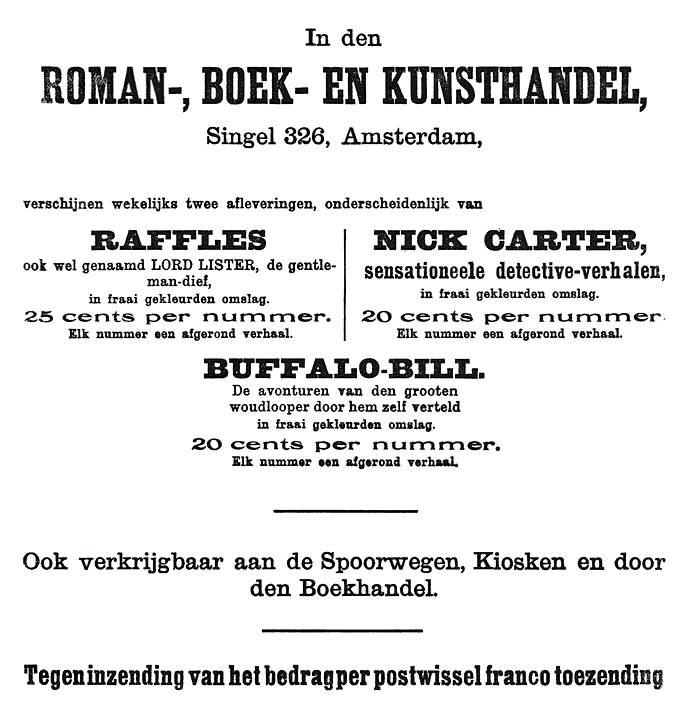 In den
ROMAN-, BOEK- EN KUNSTHANDEL,
Singel 326, Amsterdam,
verschijnen wekelijks twee afleveringen, onderscheidenlijk van
RAFFLES
ook wel genaamd LORD LISTER, de gentle-
man-dief,
in fraai gekleurden omslag.
25 cents per nummer.
Elk nummer een afgerond verhaal.
NICK CARTER,
sensationeele detective-verhalen,
in fraai gekleurden omslag.
20 cents per nummer.
Elk nummer een afgerond verhaal.
BUFFALO-BILL.
De avonturen van den grooten
woudlooper door hem zelf verteld
in fraai gekleurden omslag.
20 cents per nummer.
Elk nummer een afgerond verhaal.
Ook verkrijgbaar aan de Spoorwegen, Kiosken en door
den Boekhandel.
Tegen inzending van het bedrag per postwissel franco toezending